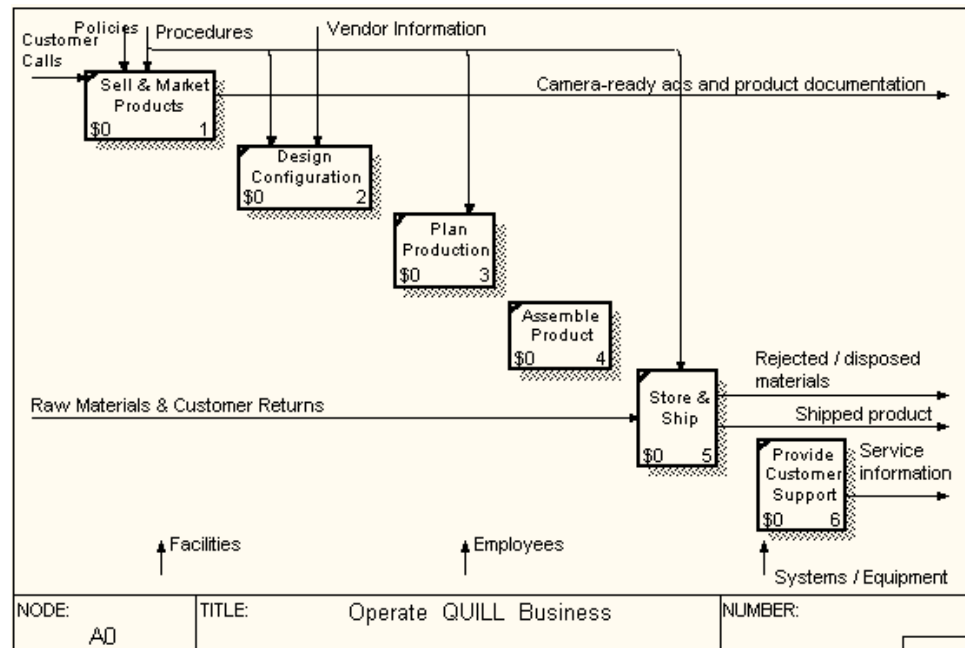 Policies
Procedures
Vendor Information
Customer
Calls
Sell & Market
Products
$0 1
Camera-ready ads and product documentation
Design
Configuration
$0 2
Plan
Production
$0 3
Assemble
Product
$0 4
Rejected / disposed
materials
Raw Materials & Customer Returns
Store &
Ship
$0 5
Shipped product
Provide
Customer
Support
$0 6
Service
information
Facilities
Employees
Systems / Equipment
NODE:
A0
TITLE:
Operate QUILL Business
NUMBER: